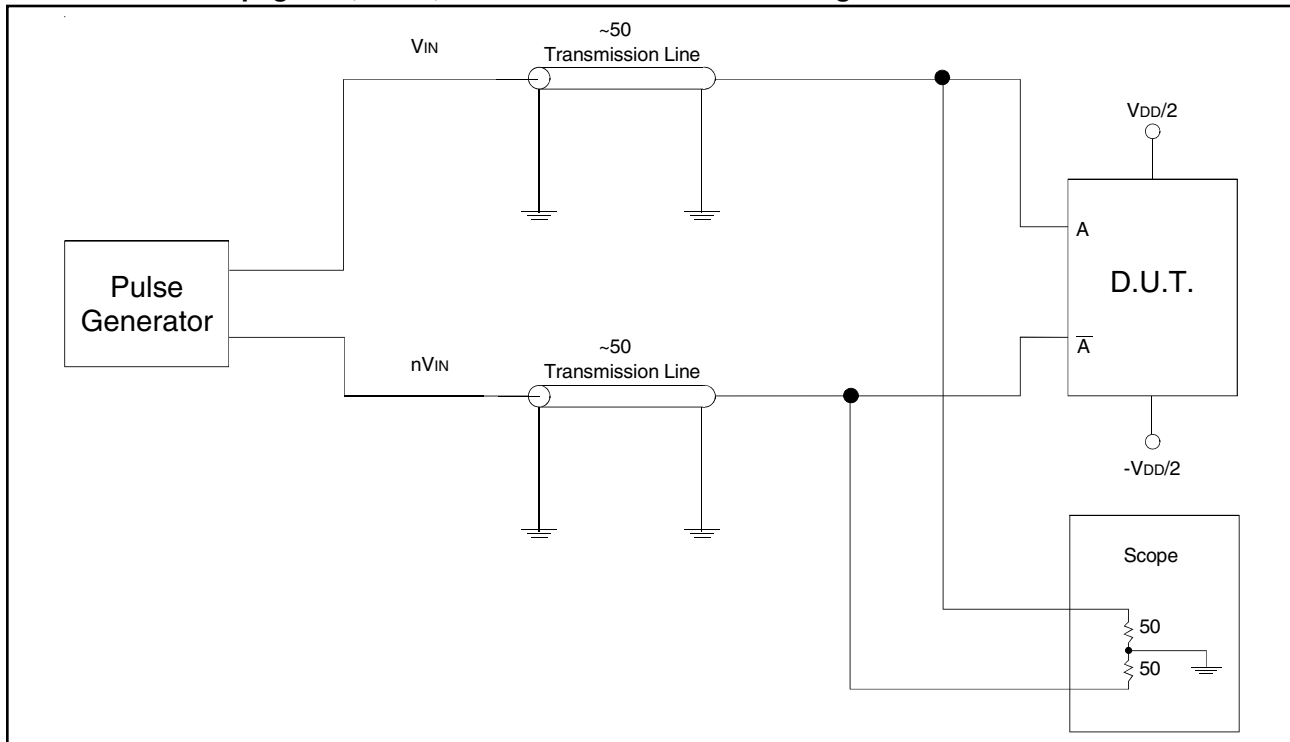 VIN
~50
Transmission Line
VDD/2
A
D.U.T.
Pulse
Generator
nVIN
~50
Transmission Line
A̅
-VDD/2
Scope
50
50